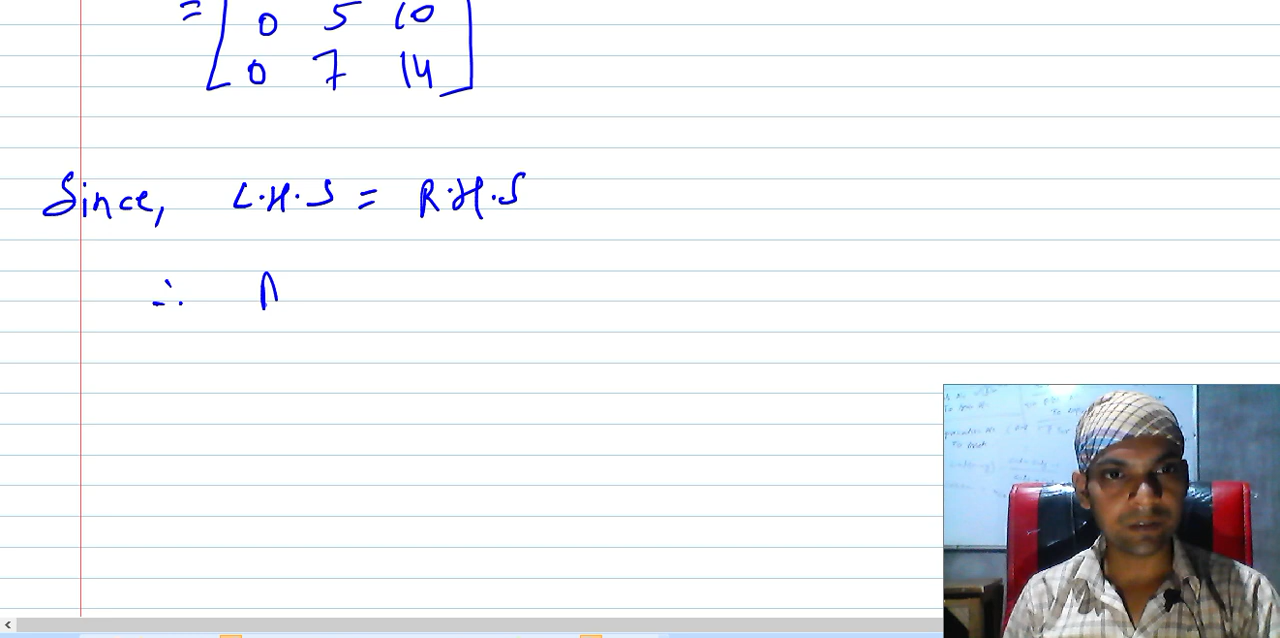 = 0 5 10
0 7 14
Since, L.H.S = R.H.S
∴ A